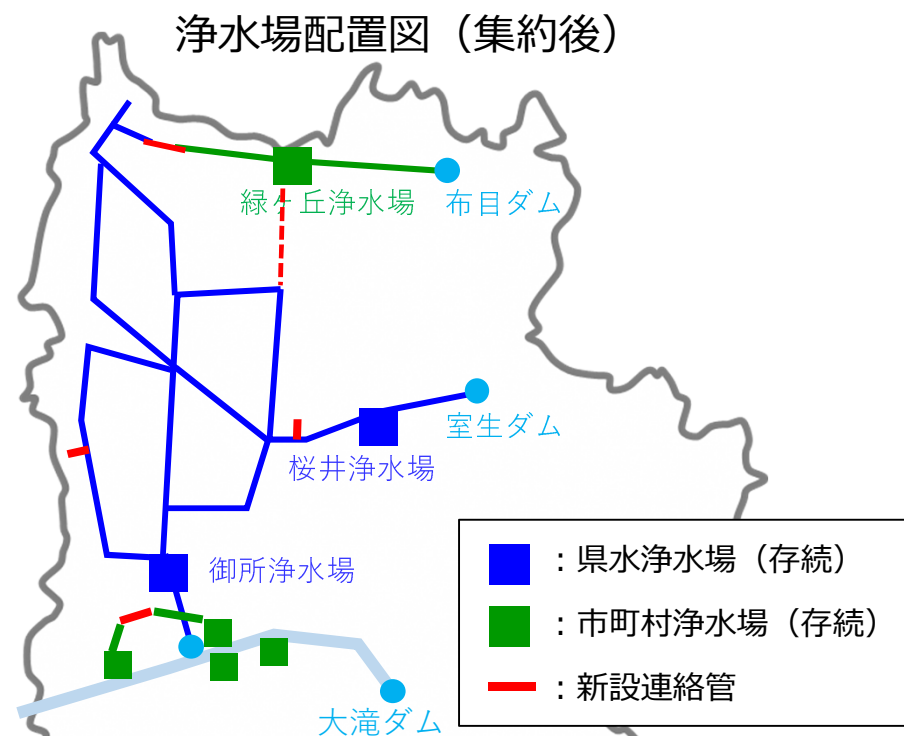 浄水場配置図（集約後）
緑ヶ丘浄水場
布目ダム
室生ダム
桜井浄水場
御所浄水場
大滝ダム
：県水浄水場（存続）
：市町村浄水場（存続）
：新設連絡管